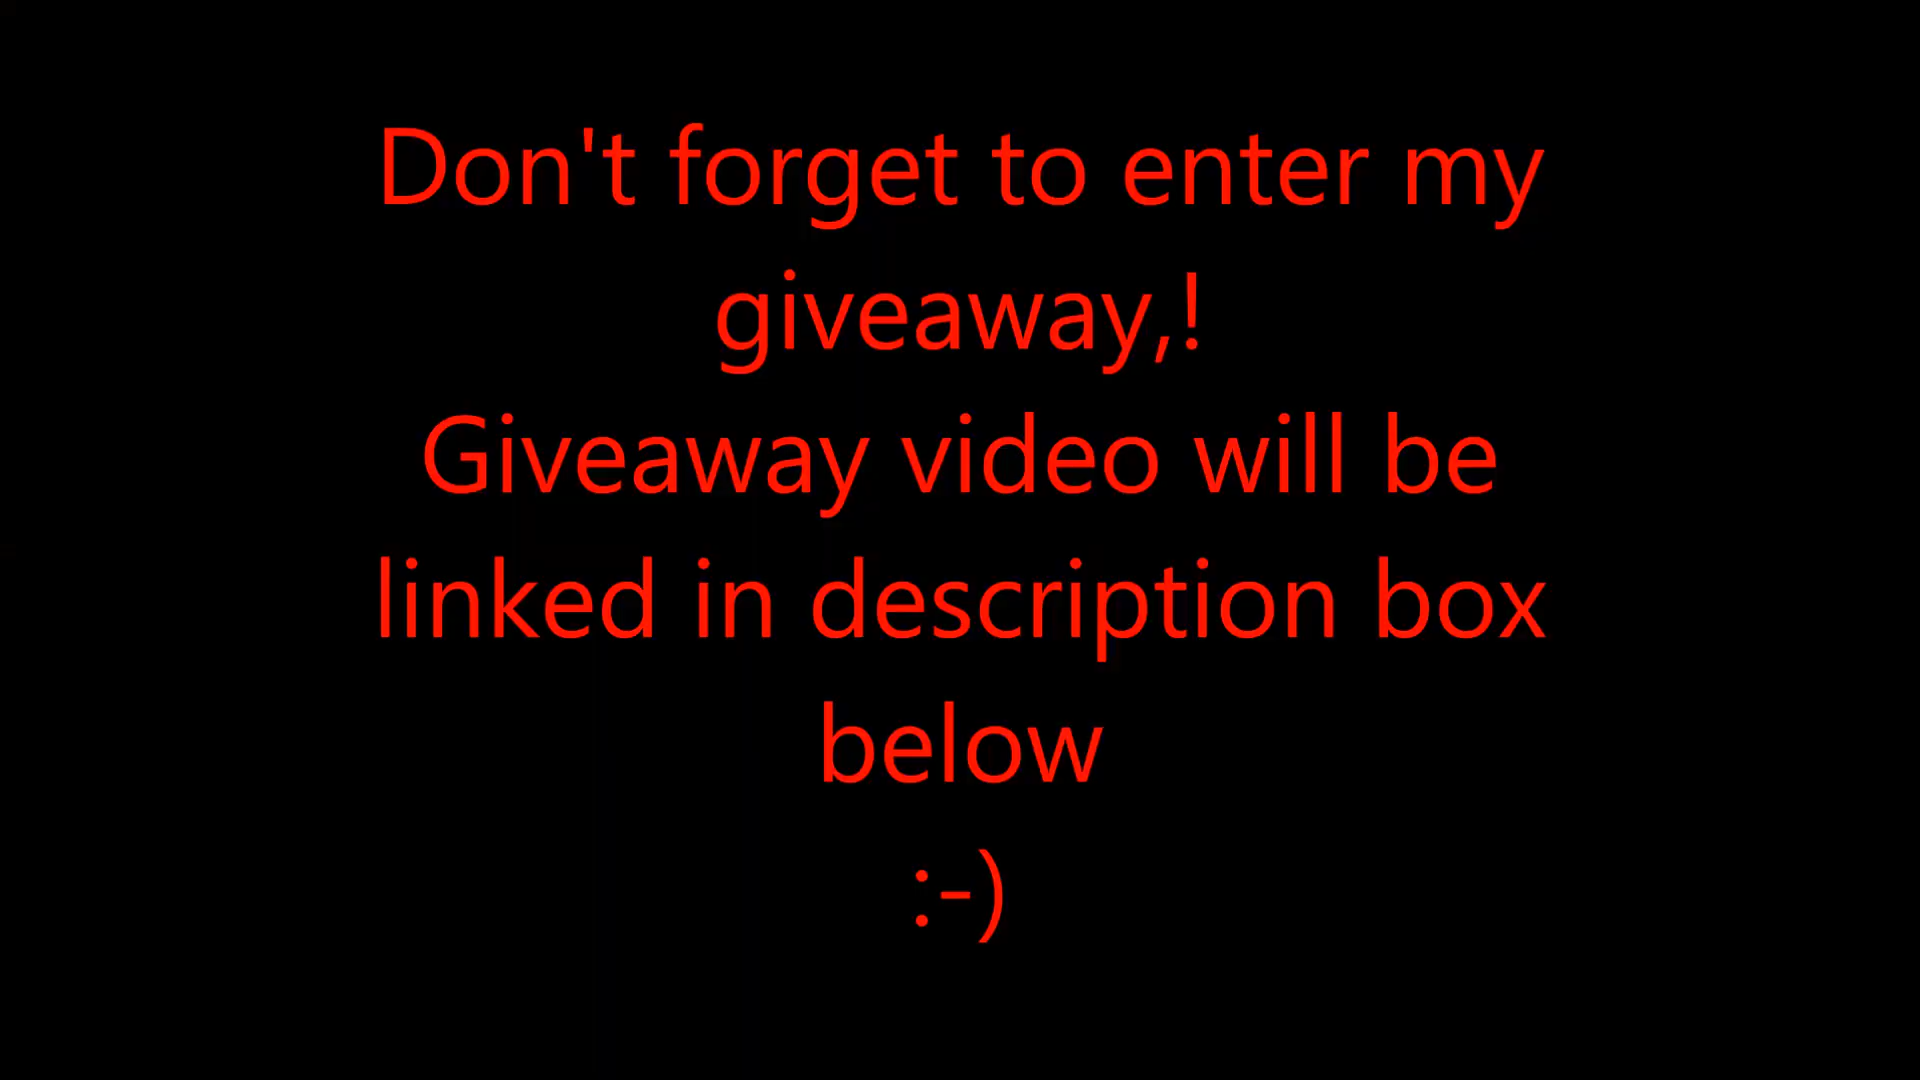 Don't forget to enter my
giveaway,!
Giveaway video will be
linked in description box
below
:-)